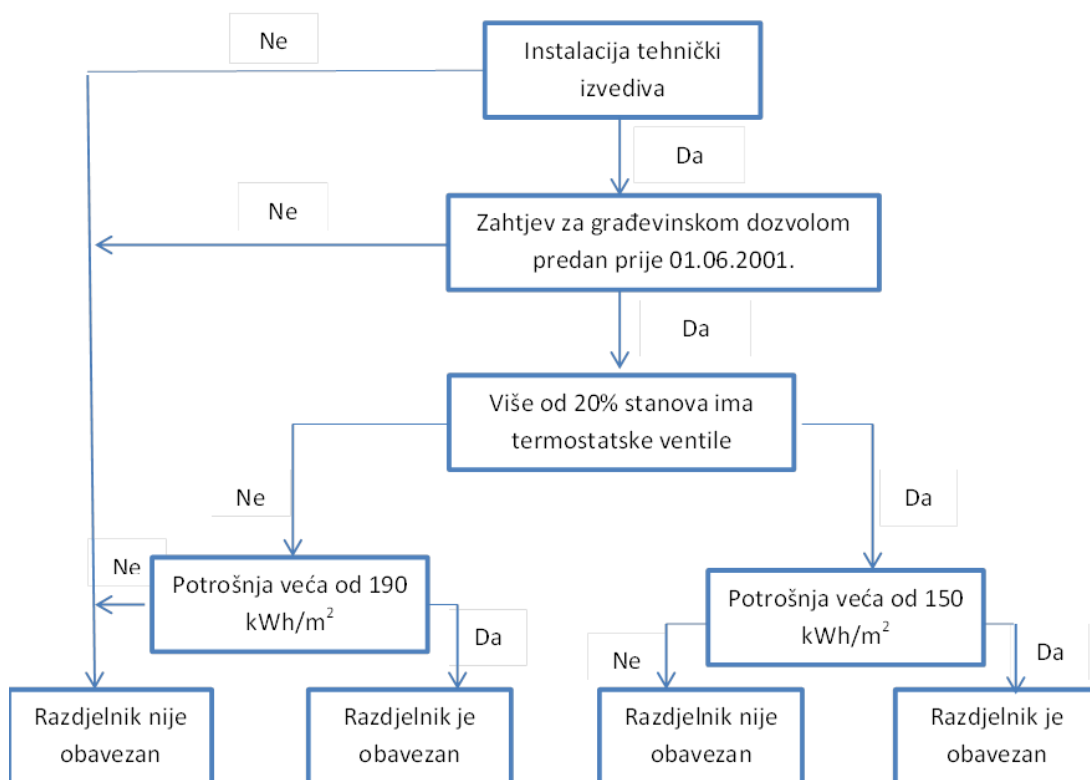 Ne
Instalacija tehnički
izvediva
Da
Ne
Zahtjev za građevinskom dozvolom
predan prije 01.06.2001.
Da
Više od 20% stanova ima
termostatske ventile
Ne
Da
Ne
Potrošnja veća od 190
kWh/m²
Da
Potrošnja veća od 150
kWh/m²
Ne
Da
Razdjelnik nije
obavezan
Razdjelnik je
obavezan
Razdjelnik nije
obavezan
Razdjelnik je
obavezan